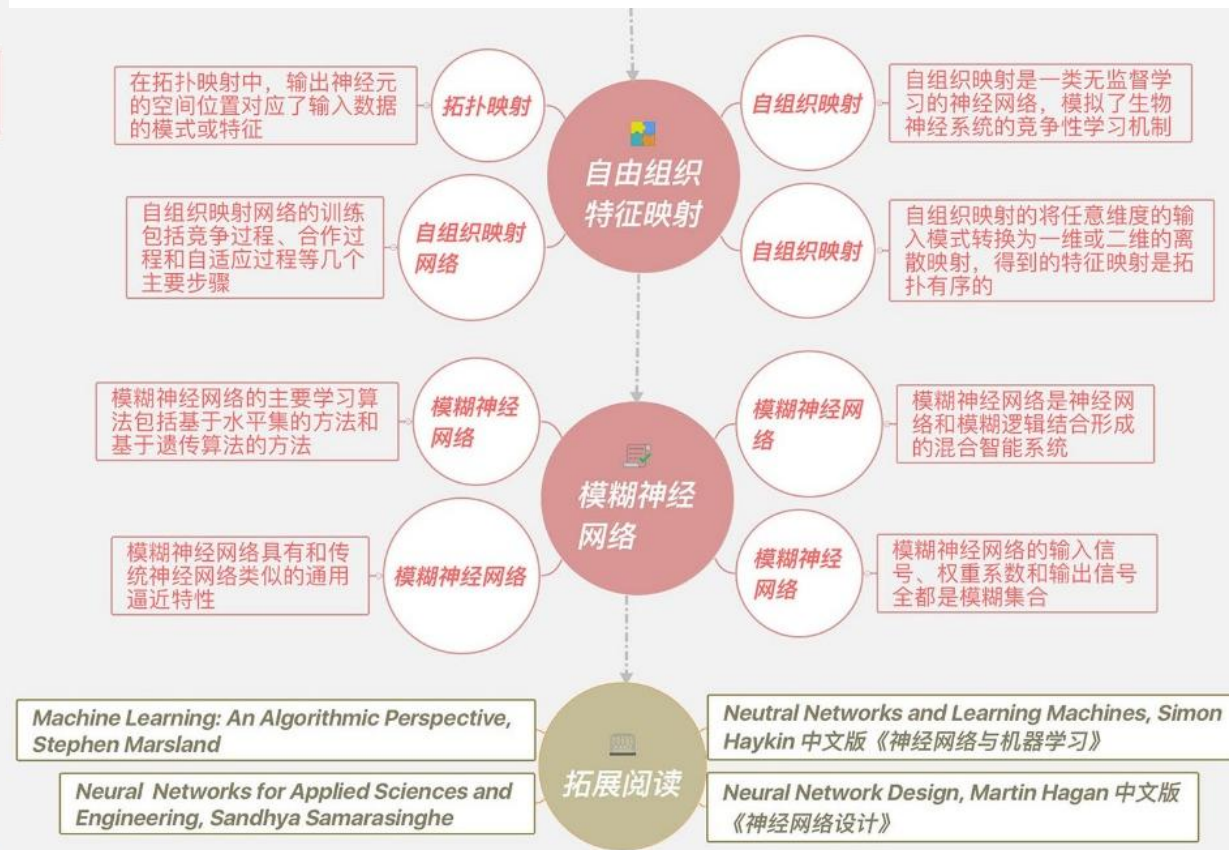 在拓扑映射中，输出神经元
的空间位置对应了输入数据
的模式或特征
拓扑映射
自组织映射
自组织映射是一类无监督学
习的神经网络，模拟了生物
神经系统的竞争性学习机制
自由组织
特征映射
自组织映射网络的训练
包括竞争过程、合作过
程和自适应过程等几个
主要步骤
自组织映射
网络
自组织映射
自组织映射的将任意维度的输
入模式转换为一维或二维的离
散映射，得到的特征映射是拓
扑有序的
模糊神经网络的主要学习算
法包括基于水平集的方法和
基于遗传算法的方法
模糊神经
网络
模糊神经网
络
模糊神经网络是神经网
络和模糊逻辑结合形成
的混合智能系统
模糊神经
网络
模糊神经网络具有和传
统神经网络类似的通用
逼近特性
模糊神经网络
模糊神经
网络
模糊神经网络的输入信
号、权重系数和输出信号
全都是模糊集合
Machine Learning: An Algorithmic Perspective,
Stephen Marsland
Neutral Networks and Learning Machines, Simon
Haykin 中文版《神经网络与机器学习》
拓展阅读
Neural Networks for Applied Sciences and
Engineering, Sandhya Samarasinghe
Neural Network Design, Martin Hagan 中文版
《神经网络设计》